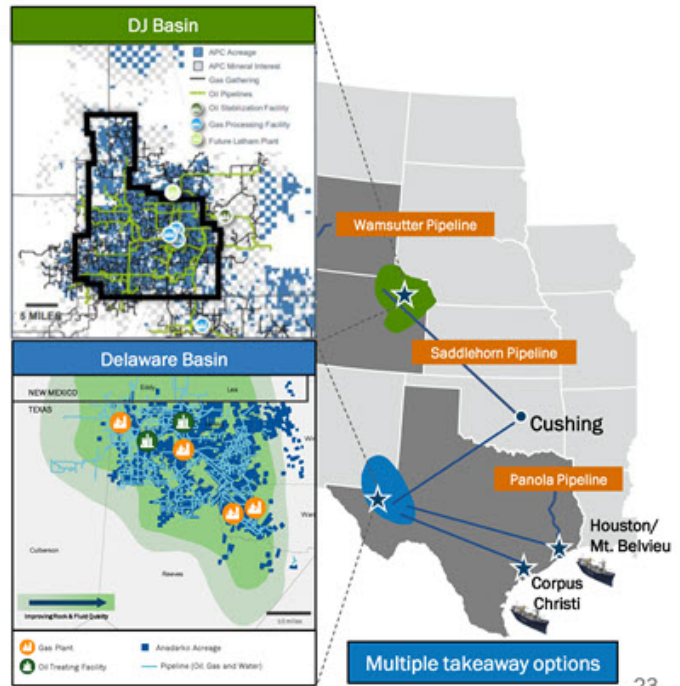 DJ Basin
APC Acreage
APC Mineral Interest
Gas Gathering
Oil Pipelines
Oil Stabilization Facility
Gas Processing Facility
Future Latham Plant
5 MILES
Delaware Basin
NEW MEXICO
TEXAS
Eddy
Lea
Culberson
Reeves
Improving Rock & Fluid Quality
10 miles
Gas Plant
Anadarko Acreage
Oil Treating Facility
Pipeline (Oil, Gas and Water)
Wamsutter Pipeline
Saddlehorn Pipeline
Cushing
Panola Pipeline
Houston/
Mt. Belvieu
Corpus
Christi
Multiple takeaway options
23